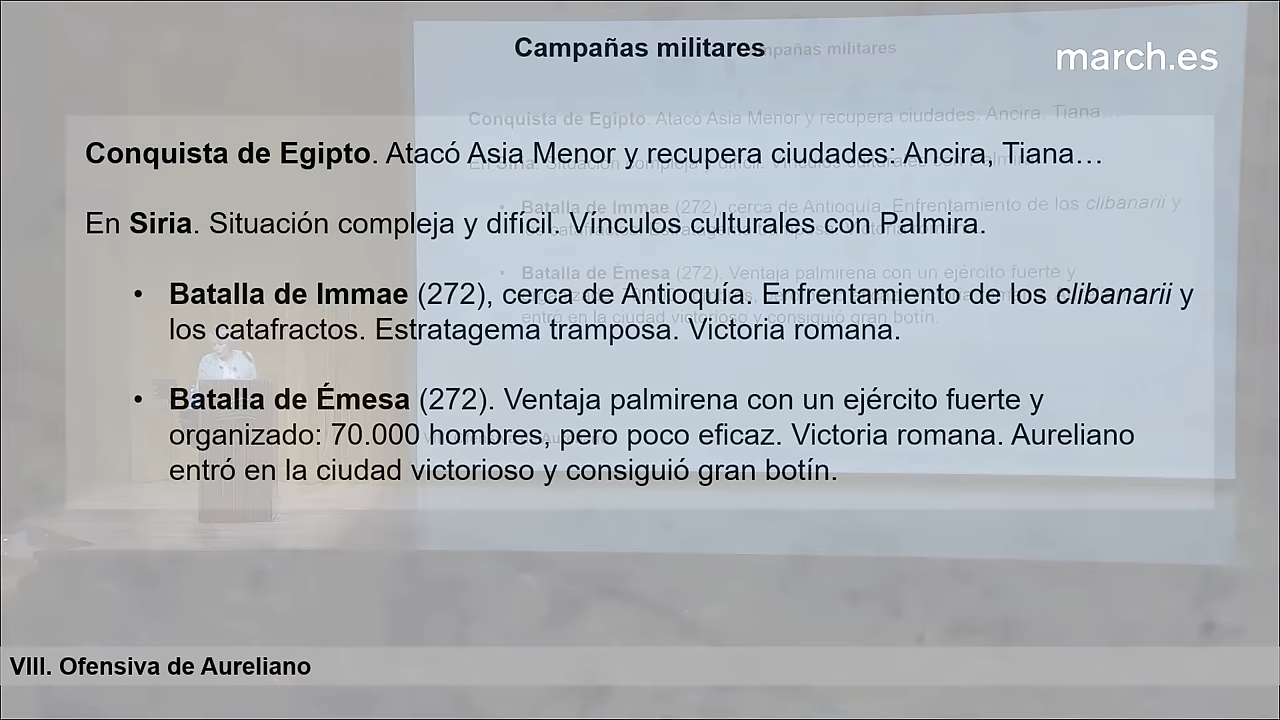 Campañas militares
march.es
Conquista de Egipto. Atacó Asia Menor y recupera ciudades: Ancira, Tiana…
En Siria. Situación compleja y difícil. Vínculos culturales con Palmira.
• Batalla de Immae (272), cerca de Antioquía. Enfrentamiento de los clibanarii y
los catafractos. Estratagema tramposa. Victoria romana.
• Batalla de Émesa (272). Ventaja palmirena con un ejército fuerte y
organizado: 70.000 hombres, pero poco eficaz. Victoria romana. Aureliano
entró en la ciudad victorioso y consiguió gran botín.
VIII. Ofensiva de Aureliano